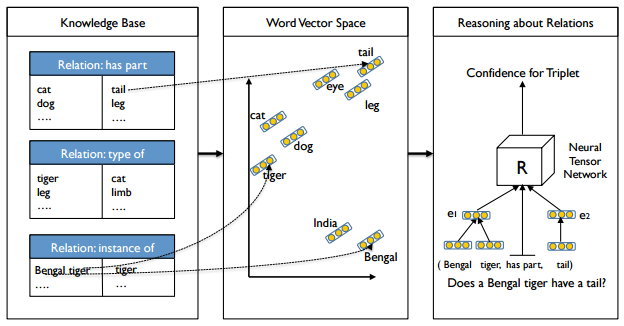 Knowledge Base
Relation: has part
cat tail
dog leg
.... ....
Relation: type of
tiger cat
leg limb
.... ....
Relation: instance of
Bengal tiger tiger
.... ...
Word Vector Space
tail
eye
leg
cat
dog
tiger
India
Bengal
Reasoning about Relations
Confidence for Triplet
R
Neural
Tensor
Network
e1 e2
( Bengal tiger, has part, tail)
Does a Bengal tiger have a tail?